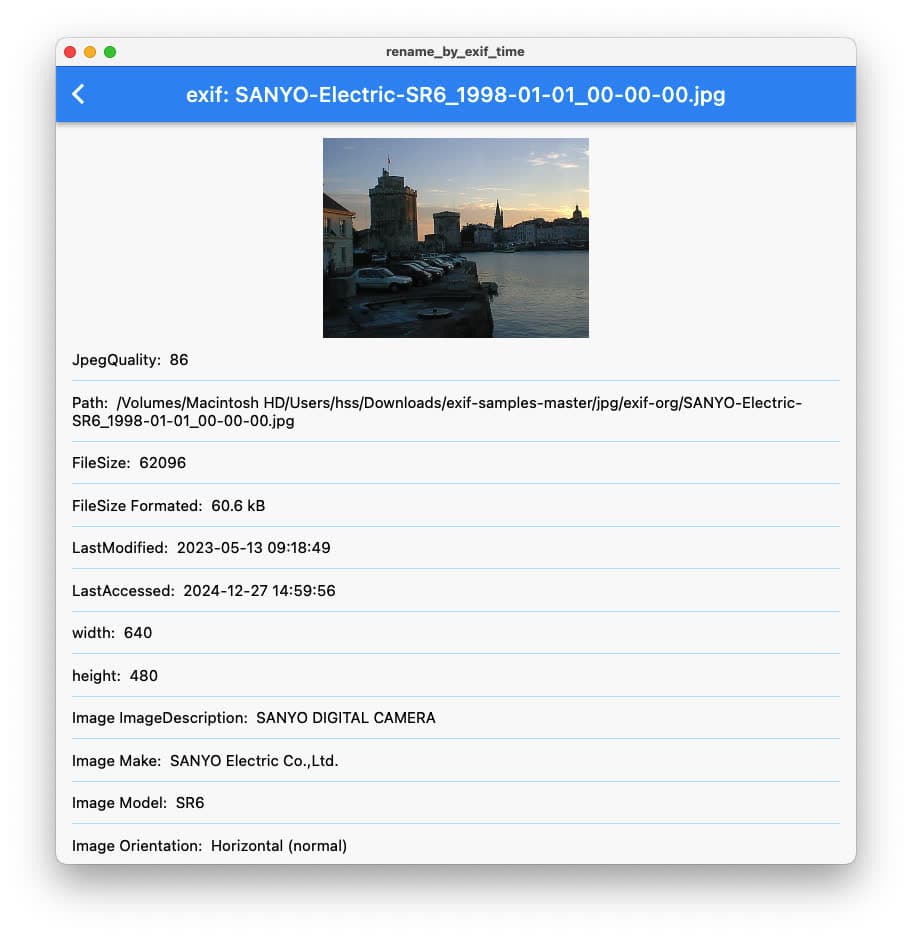 rename_by_exif_time
exif: SANYO-Electric-SR6_1998-01-01_00-00-00.jpg
JpegQuality: 86
Path: /Volumes/Macintosh HD/Users/hss/Downloads/exif-samples-master/jpg/exif-org/SANYO-Electric-
SR6_1998-01-01_00-00-00.jpg
FileSize: 62096
FileSize Formated: 60.6 kB
LastModified: 2023-05-13 09:18:49
LastAccessed: 2024-12-27 14:59:56
width: 640
height: 480
Image ImageDescription: SANYO DIGITAL CAMERA
Image Make: SANYO Electric Co.,Ltd.
Image Model: SR6
Image Orientation: Horizontal (normal)